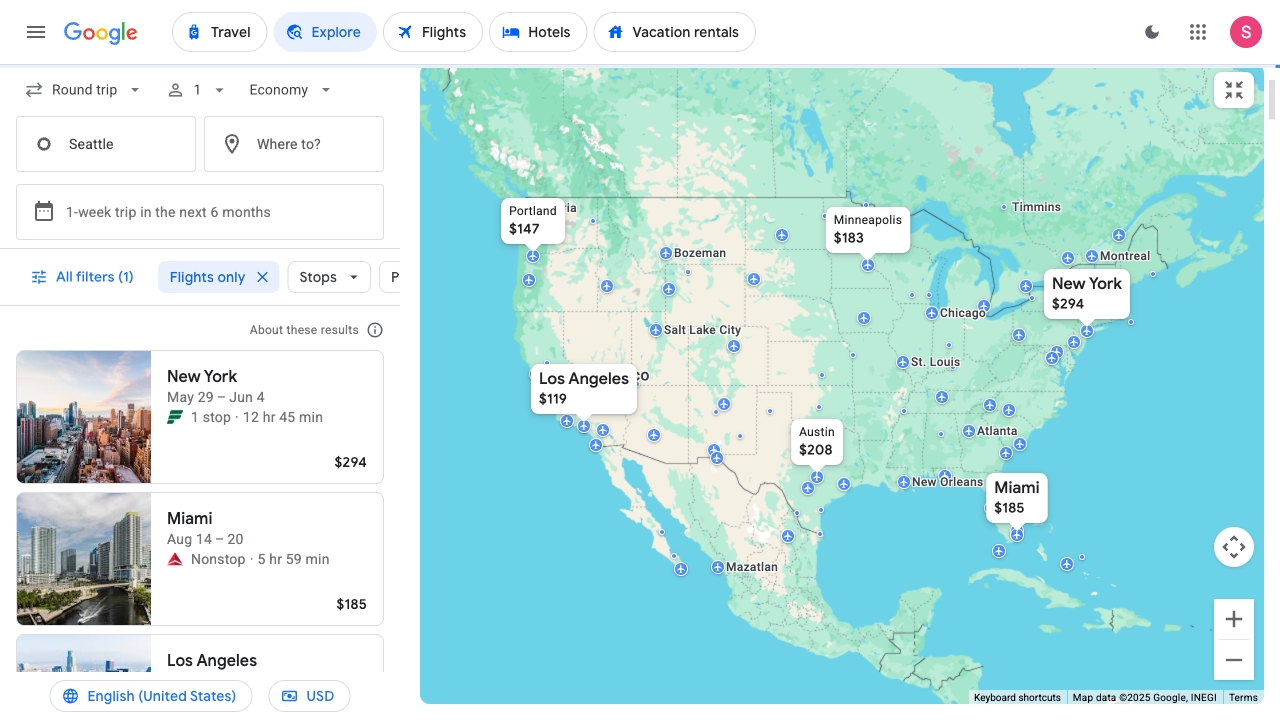 Google
Travel
Explore
Flights
Hotels
Vacation rentals
S
Round trip
1
Economy
Seattle
Where to?
1-week trip in the next 6 months
All filters (1)
Flights only
Stops
P
About these results
New York
May 29 – Jun 4
1 stop · 12 hr 45 min
$294
Miami
Aug 14 – 20
Nonstop · 5 hr 59 min
$185
Los Angeles
English (United States)
USD
Timmins
Portland
$147
ria
Minneapolis
$183
Bozeman
Montreal
New York
$294
Chicago
Salt Lake City
St. Louis
Los Angeles
$119
co
Austin
$208
Atlanta
New Orleans
Miami
$185
Mazatlan
Keyboard shortcuts
Map data ©2025 Google, INEGI
Terms